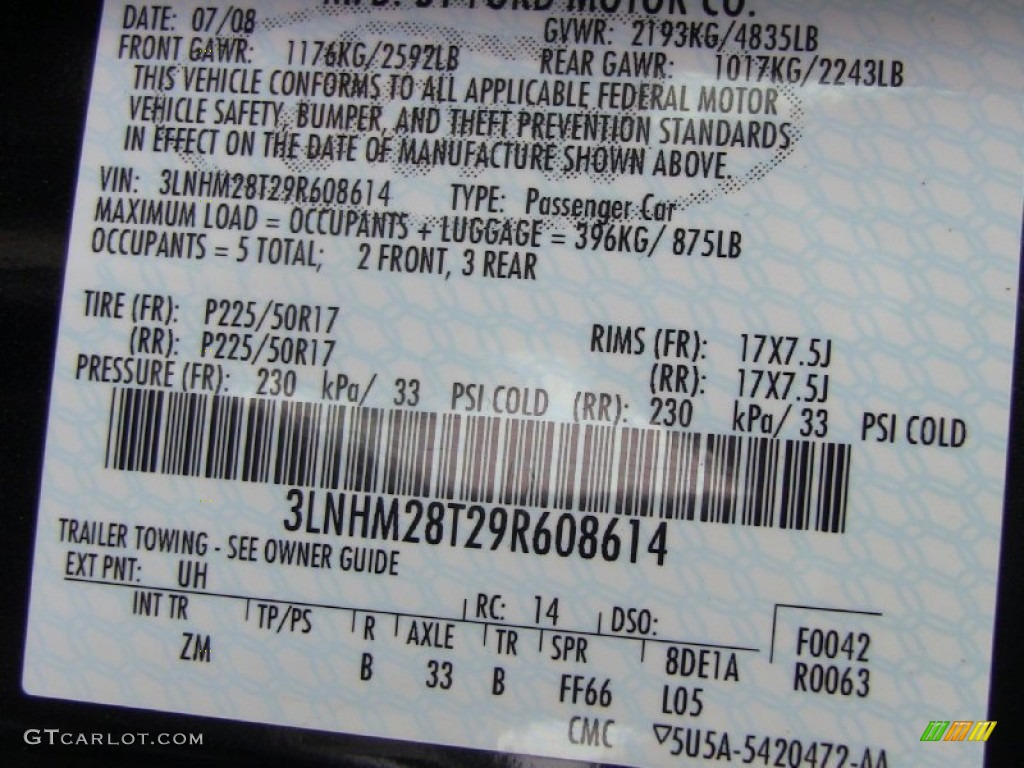 MFD. BY FORD MOTOR CO.
DATE: 07/08 GVWR: 2193KG/4835LB
FRONT GAWR: 1176KG/2592LB REAR GAWR: 1017KG/2243LB
THIS VEHICLE CONFORMS TO ALL APPLICABLE FEDERAL MOTOR
VEHICLE SAFETY, BUMPER, AND THEFT PREVENTION STANDARDS
IN EFFECT ON THE DATE OF MANUFACTURE SHOWN ABOVE.
VIN: 3LNHM28T29R608614 TYPE: Passenger Car
MAXIMUM LOAD = OCCUPANTS + LUGGAGE = 396KG/ 875LB
OCCUPANTS = 5 TOTAL; 2 FRONT, 3 REAR
TIRE (FR): P225/50R17 RIMS (FR): 17X7.5J
(RR): P225/50R17 (RR): 17X7.5J
PRESSURE (FR): 230 kPa/ 33 PSI COLD (RR): 230 kPa/ 33 PSI COLD
3LNHM28T29R608614
TRAILER TOWING - SEE OWNER GUIDE
EXT PNT: UH RC: 14 DSO:
INT TR TP/PS R AXLE TR SPR 8DE1A F0042
ZM B 33 B FF66 L05 R0063
CMC ▽5U5A-5420472-AA
GTCARLOT.COM